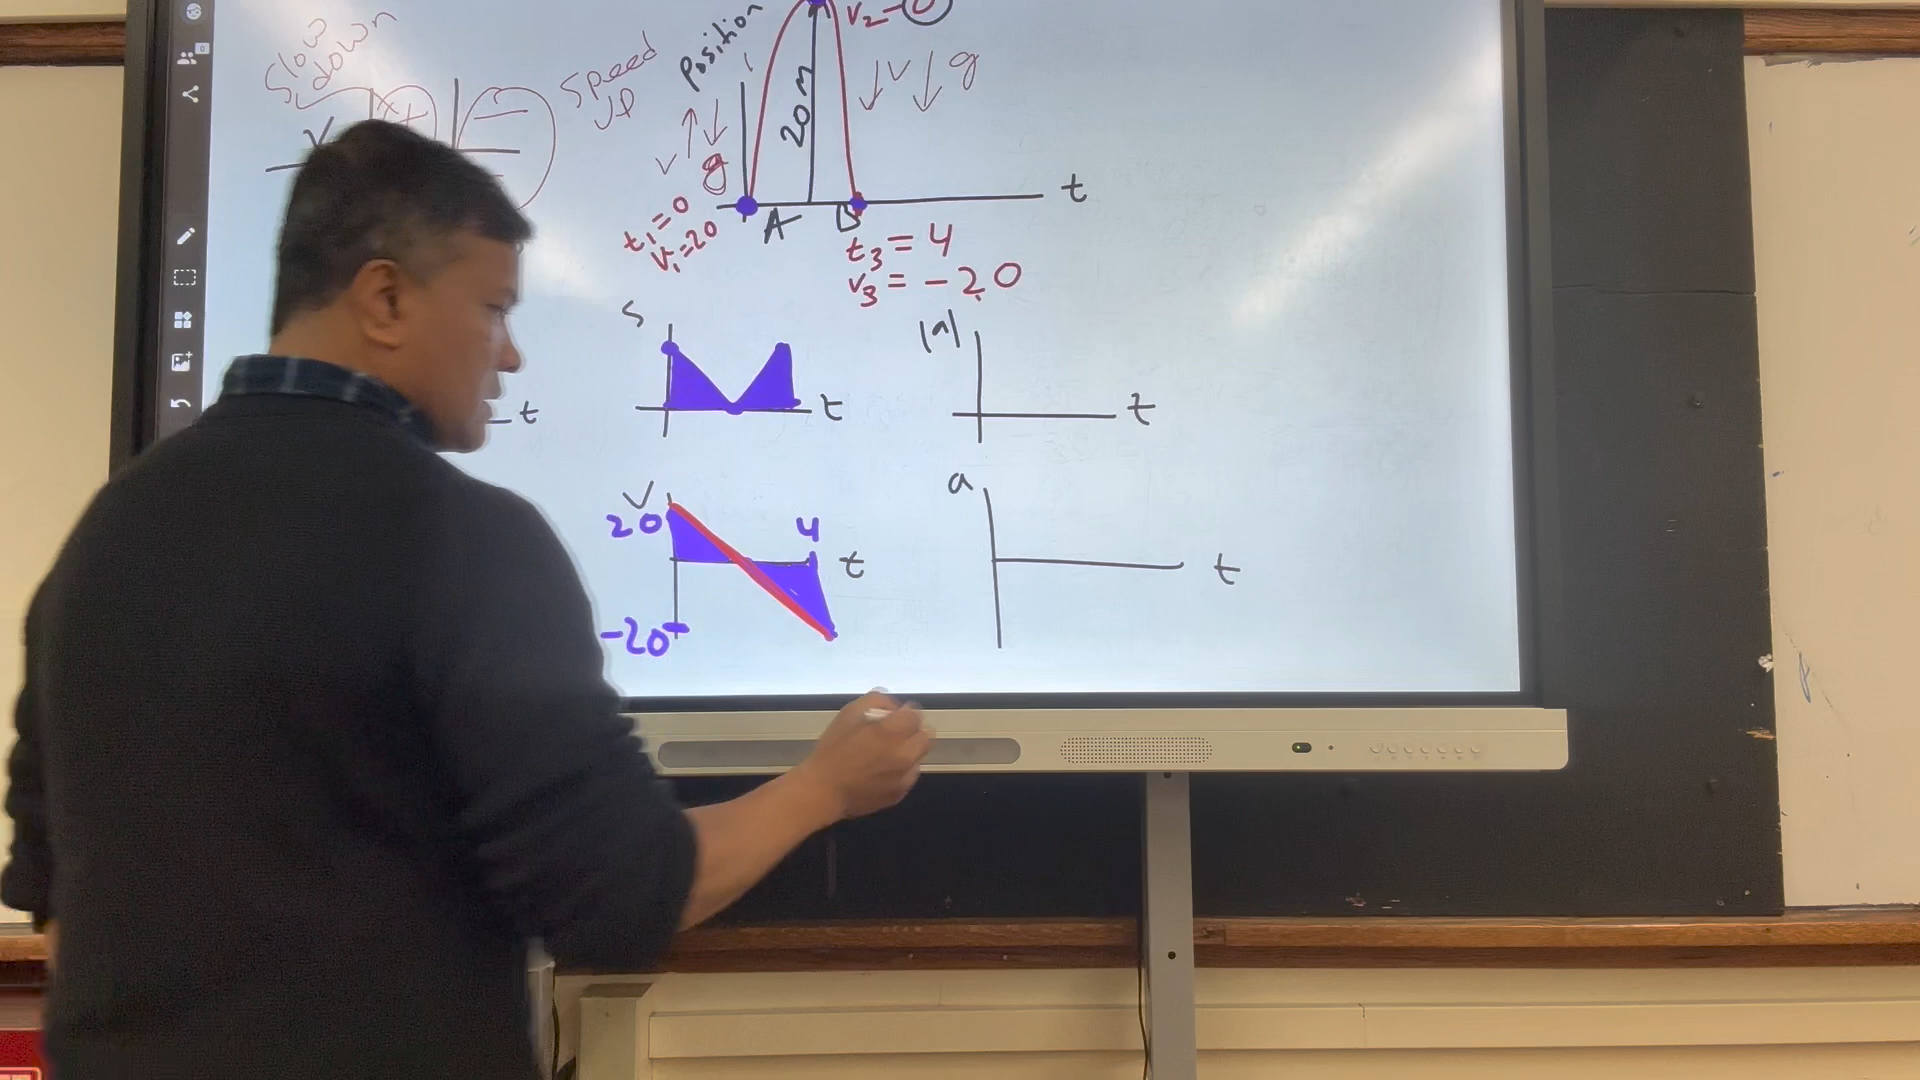 Slow
down
Speed
up
V
+
Position
20 m
v₂ = 0
v
g
v
g
t
t₁ = 0
v₁ = 20
A
B
t₃ = 4
v₃ = -20
t
s
t
|a|
t
v
20
4
t
-20
a
t
0